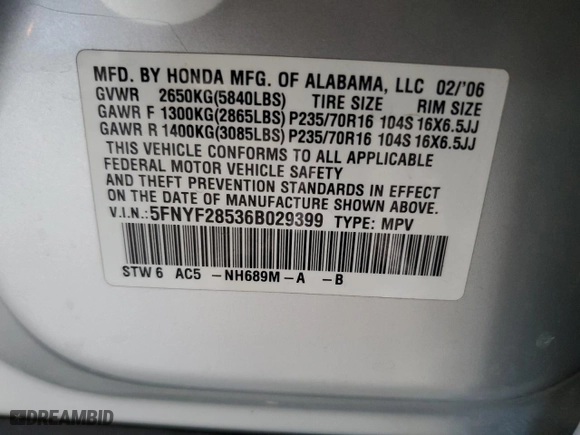 MFD. BY HONDA MFG. OF ALABAMA, LLC 02/'06
GVWR 2650KG(5840LBS) TIRE SIZE RIM SIZE
GAWR F 1300KG(2865LBS) P235/70R16 104S 16X6.5JJ
GAWR R 1400KG(3085LBS) P235/70R16 104S 16X6.5JJ
THIS VEHICLE CONFORMS TO ALL APPLICABLE
FEDERAL MOTOR VEHICLE SAFETY
AND THEFT PREVENTION STANDARDS IN EFFECT
ON THE DATE OF MANUFACTURE SHOWN ABOVE.
V.I.N.: 5FNYF28536B029399 TYPE: MPV
STW 6 AC5 -NH689M-A -B
DREAMBID